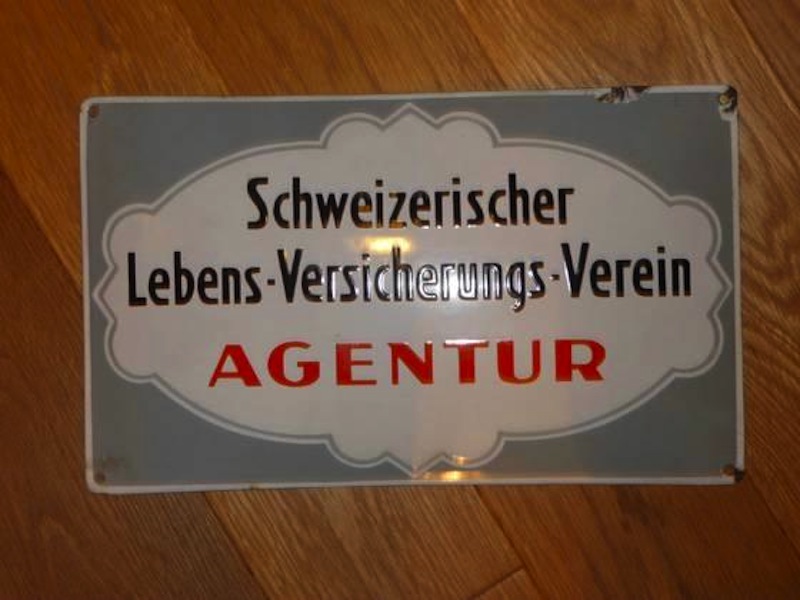 Schweizerischer
Lebens-Versicherungs-Verein
AGENTUR